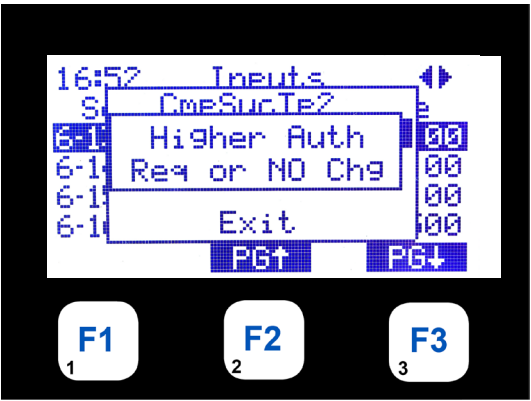 16:52 Inputs
CmpSucTp2
6-1 00
Higher Auth
6-1 00
Req or NO Chg
6-1 00
6-1 00
Exit
PG↑ PG↓
F1 F2 F3
1 2 3